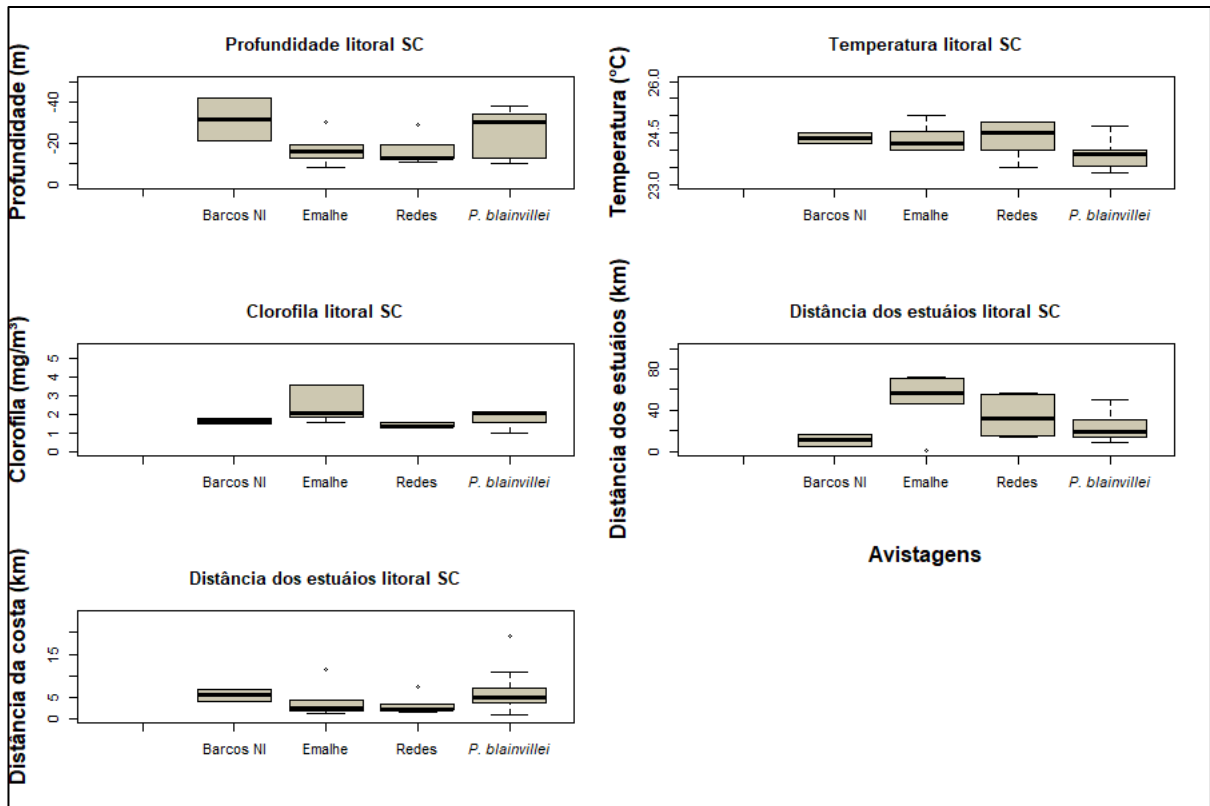 Profundidade litoral SC
Profundidade (m)
-40
-20
0
Barcos NI Emalhe Redes P. blainvillei
Temperatura litoral SC
Temperatura (ºC)
26.0
24.5
23.0
Barcos NI Emalhe Redes P. blainvillei
Clorofila litoral SC
Clorofila (mg/m³)
5
4
3
2
1
0
Barcos NI Emalhe Redes P. blainvillei
Distância dos estuáios litoral SC
Distância dos estuáios (km)
80
40
0
Barcos NI Emalhe Redes P. blainvillei
Avistagens
Distância dos estuáios litoral SC
Distância da costa (km)
15
5
0
Barcos NI Emalhe Redes P. blainvillei